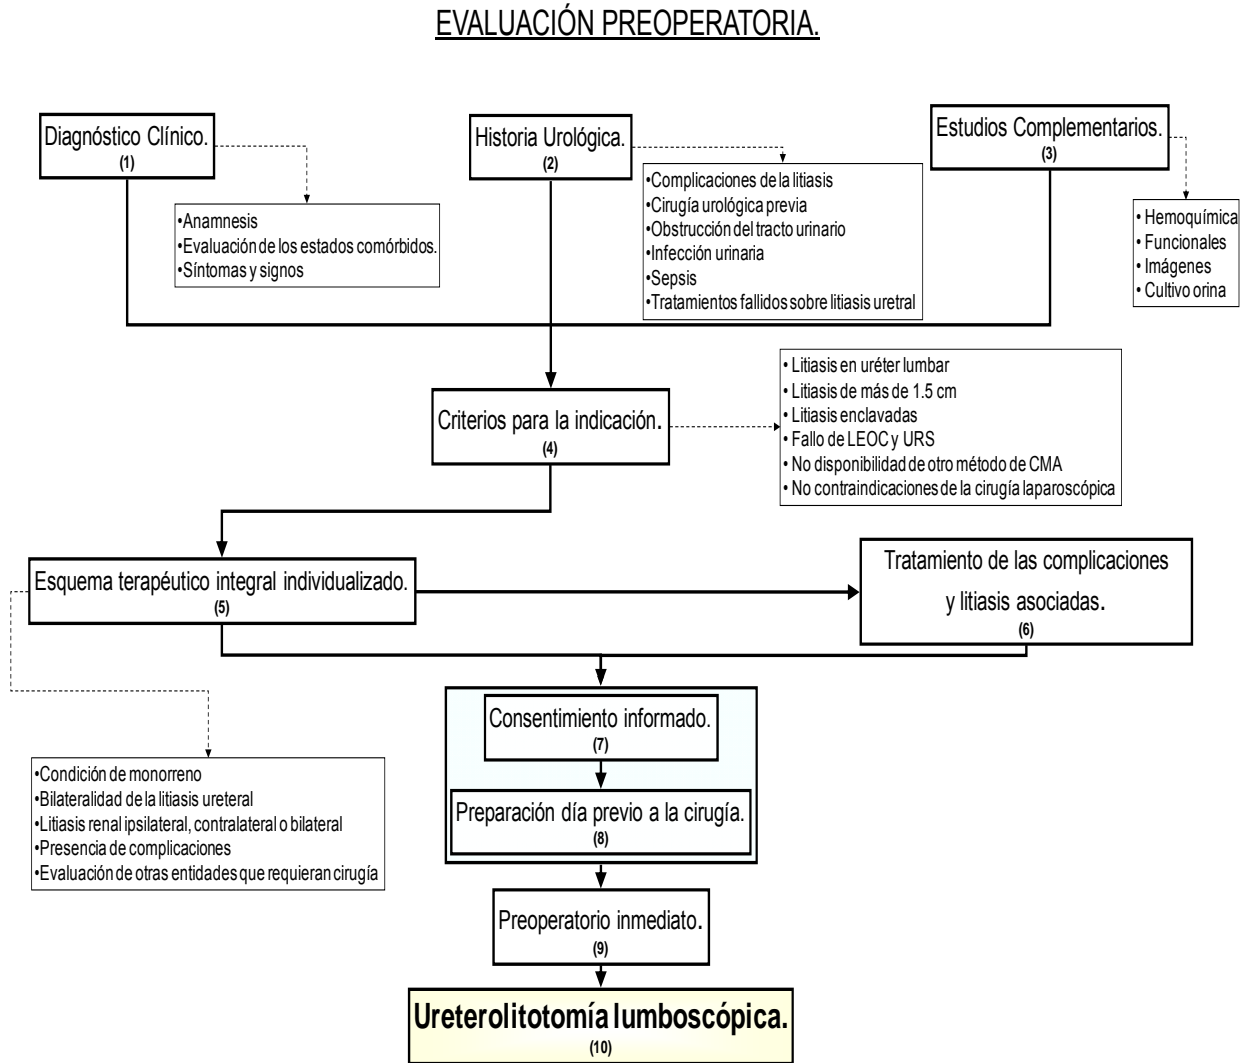 EVALUACIÓN PREOPERATORIA.
Diagnóstico Clínico.
(1)
•Anamnesis
•Evaluación de los estados comórbidos.
•Síntomas y signos
Historia Urológica.
(2)
•Complicaciones de la litiasis
•Cirugía urológica previa
•Obstrucción del tracto urinario
•Infección urinaria
•Sepsis
•Tratamientos fallidos sobre litiasis uretral
Estudios Complementarios.
(3)
• Hemoquímica
• Funcionales
• Imágenes
• Cultivo orina
Criterios para la indicación.
(4)
• Litiasis en uréter lumbar
• Litiasis de más de 1.5 cm
• Litiasis enclavadas
• Fallo de LEOC y URS
• No disponibilidad de otro método de CMA
• No contraindicaciones de la cirugía laparoscópica
Esquema terapéutico integral individualizado.
(5)
Tratamiento de las complicaciones
y litiasis asociadas.
(6)
•Condición de monorreno
•Bilateralidad de la litiasis ureteral
•Litiasis renal ipsilateral, contralateral o bilateral
•Presencia de complicaciones
•Evaluación de otras entidades que requieran cirugía
Consentimiento informado.
(7)
Preparación día previo a la cirugía.
(8)
Preoperatorio inmediato.
(9)
Ureterolitotomía lumboscópica.
(10)